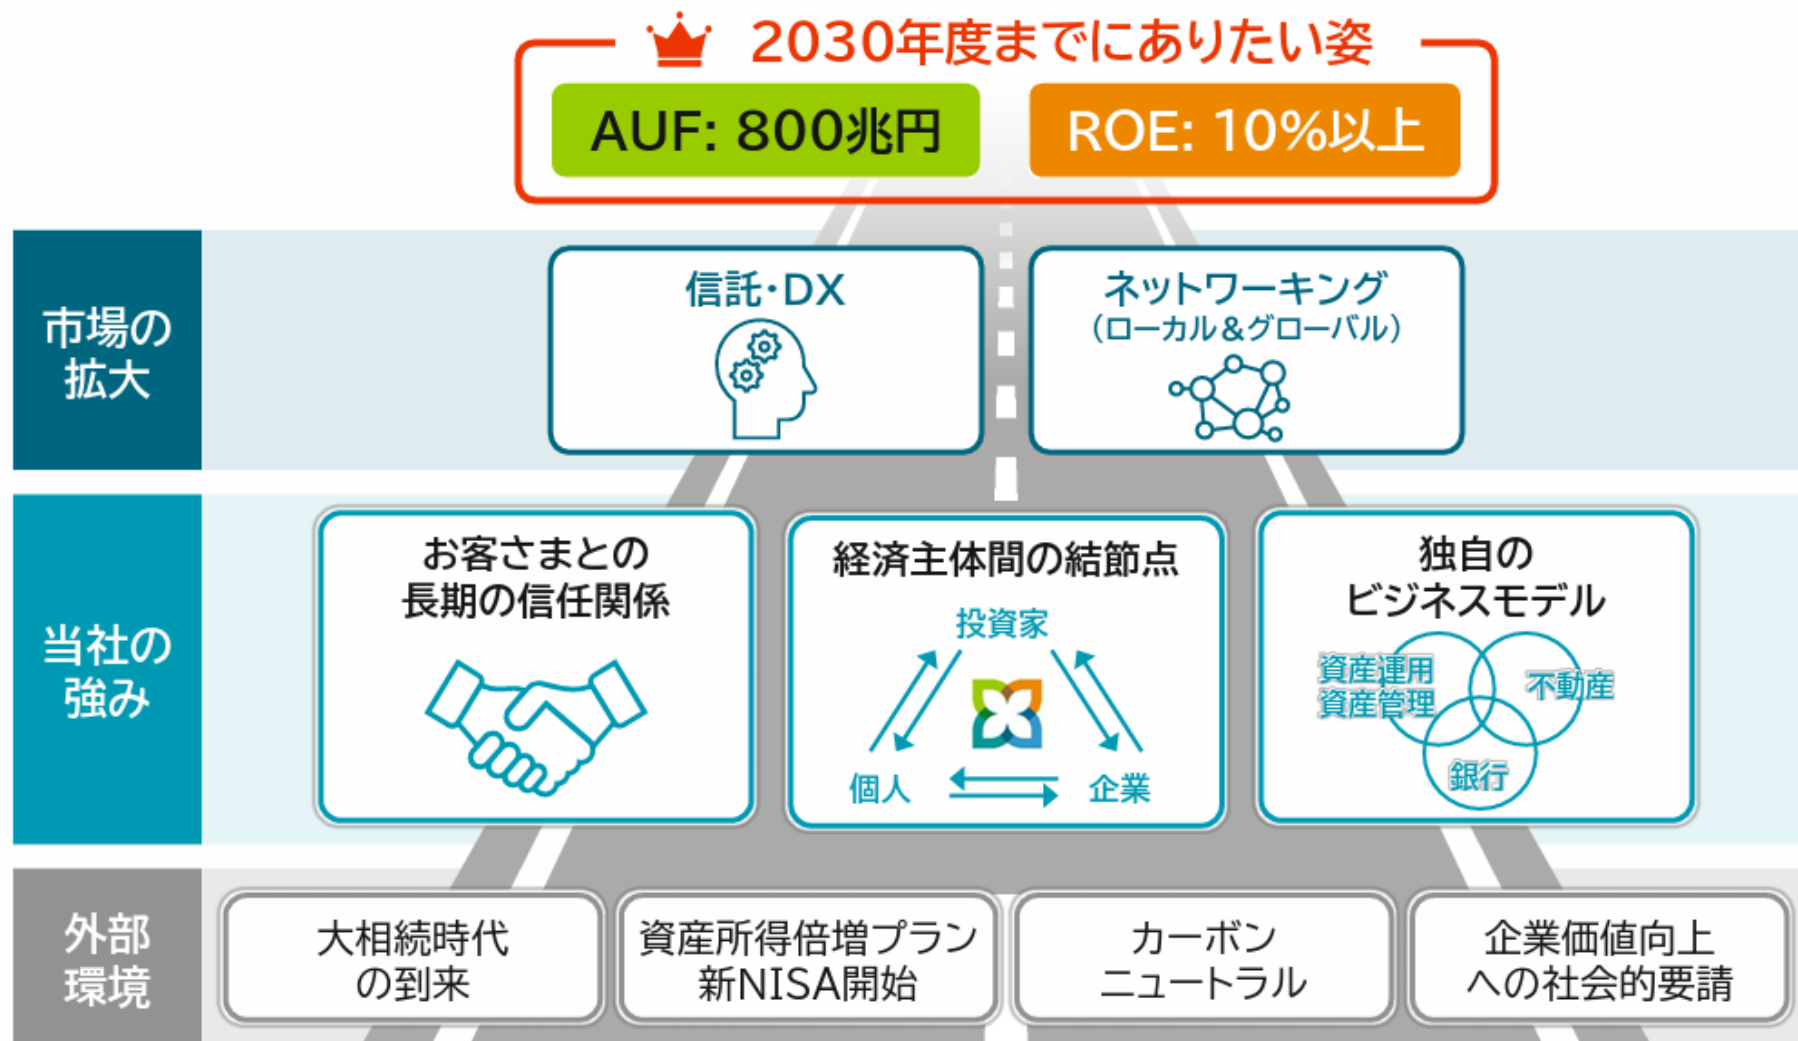 2030年度までにありたい姿
AUF: 800兆円
ROE: 10%以上
市場の
拡大
信託・DX
ネットワーキング
（ローカル＆グローバル）
当社の
強み
お客さまとの
長期の信任関係
経済主体間の結節点
投資家
個人
企業
独自の
ビジネスモデル
資産運用
資産管理
不動産
銀行
外部
環境
大相続時代
の到来
資産所得倍増プラン
新NISA開始
カーボン
ニュートラル
企業価値向上
への社会的要請